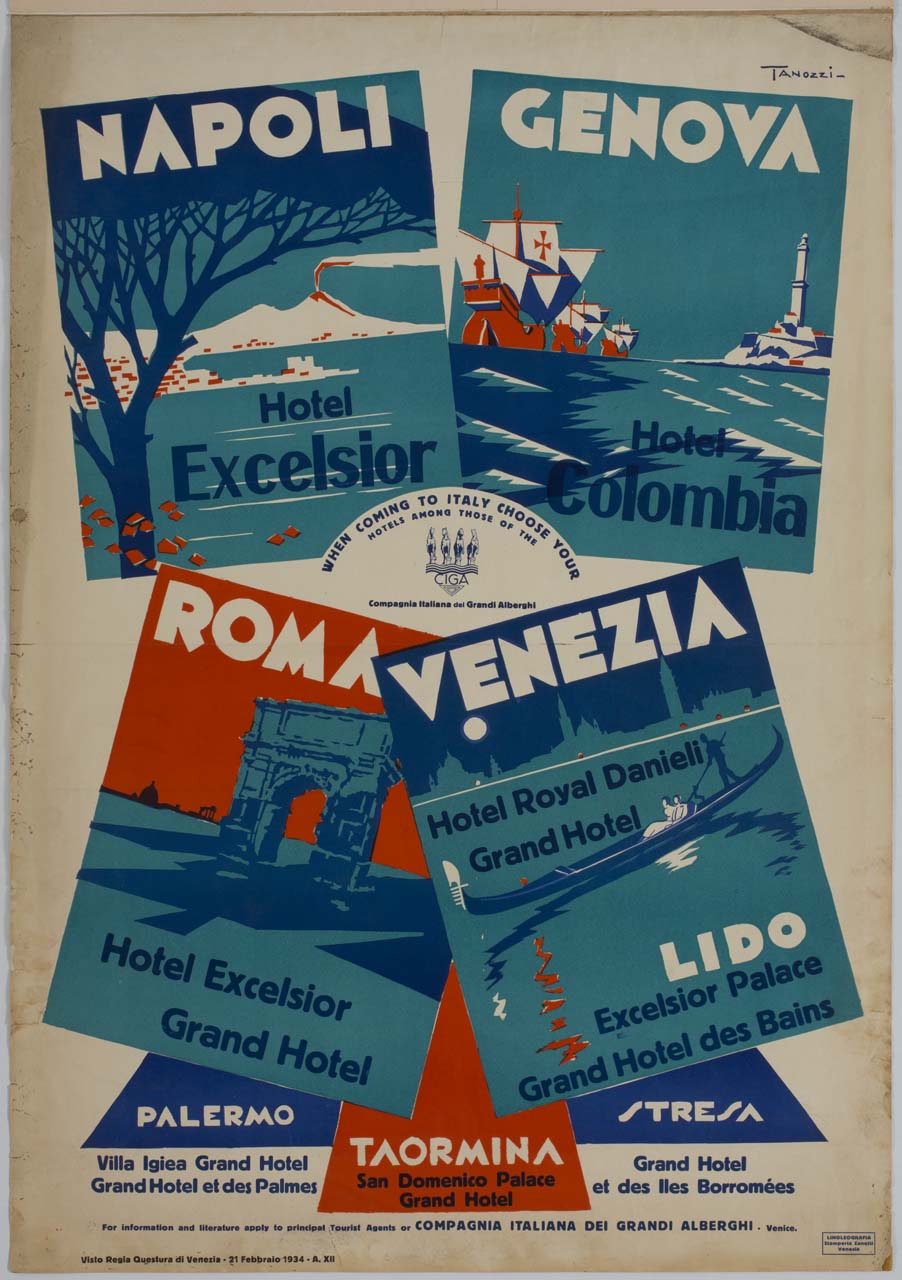 TANOZZI
NAPOLI
Hotel
Excelsior
GENOVA
Hotel
Colombia
WHEN COMING TO ITALY CHOOSE YOUR
HOTELS AMONG THOSE OF THE
CIGA
Compagnia Italiana dei Grandi Alberghi
ROMA
Hotel Excelsior
Grand Hotel
VENEZIA
Hotel Royal Danieli
Grand Hotel
LIDO
Excelsior Palace
Grand Hotel des Bains
PALERMO
Villa Igiea Grand Hotel
Grand Hotel et des Palmes
TAORMINA
San Domenico Palace
Grand Hotel
STRESA
Grand Hotel
et des Iles Borromées
For information and literature apply to principal Tourist Agents or COMPAGNIA ITALIANA DEI GRANDI ALBERGHI - Venice.
Visto Regia Questura di Venezia - 21 Febbraio 1934 - A. XII
LINOLEOGRAFIA
Stamperia Zanetti
Venezia